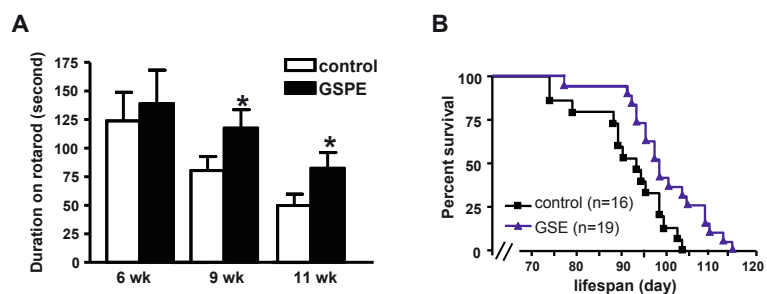 A
Duration on rotarod (second)
175
150
125
100
75
50
25
0
control
GSPE
*
*
6 wk
9 wk
11 wk
B
Percent survival
100
75
50
25
0
control (n=16)
GSE (n=19)
70
80
90
100
110
120
lifespan (day)